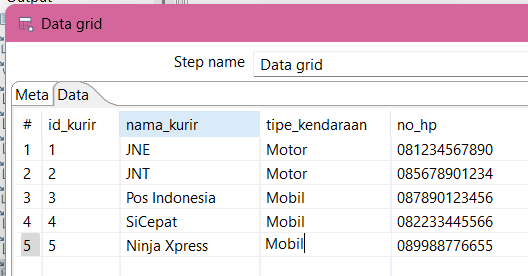 Data grid
Step name Data grid
Meta Data
# id_kurir nama_kurir tipe_kendaraan no_hp
1 1 JNE Motor 081234567890
2 2 JNT Motor 085678901234
3 3 Pos Indonesia Mobil 087890123456
4 4 SiCepat Mobil 082233445566
5 5 Ninja Xpress Mobil 089988776655